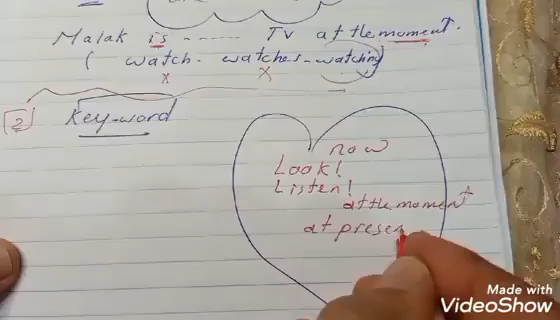 Malak is ------ TV at the moment.
( watch - watches - watching)
x x
2 Key-word
now
Look!
Listen!
at the moment
at presen
Made with
VideoShow